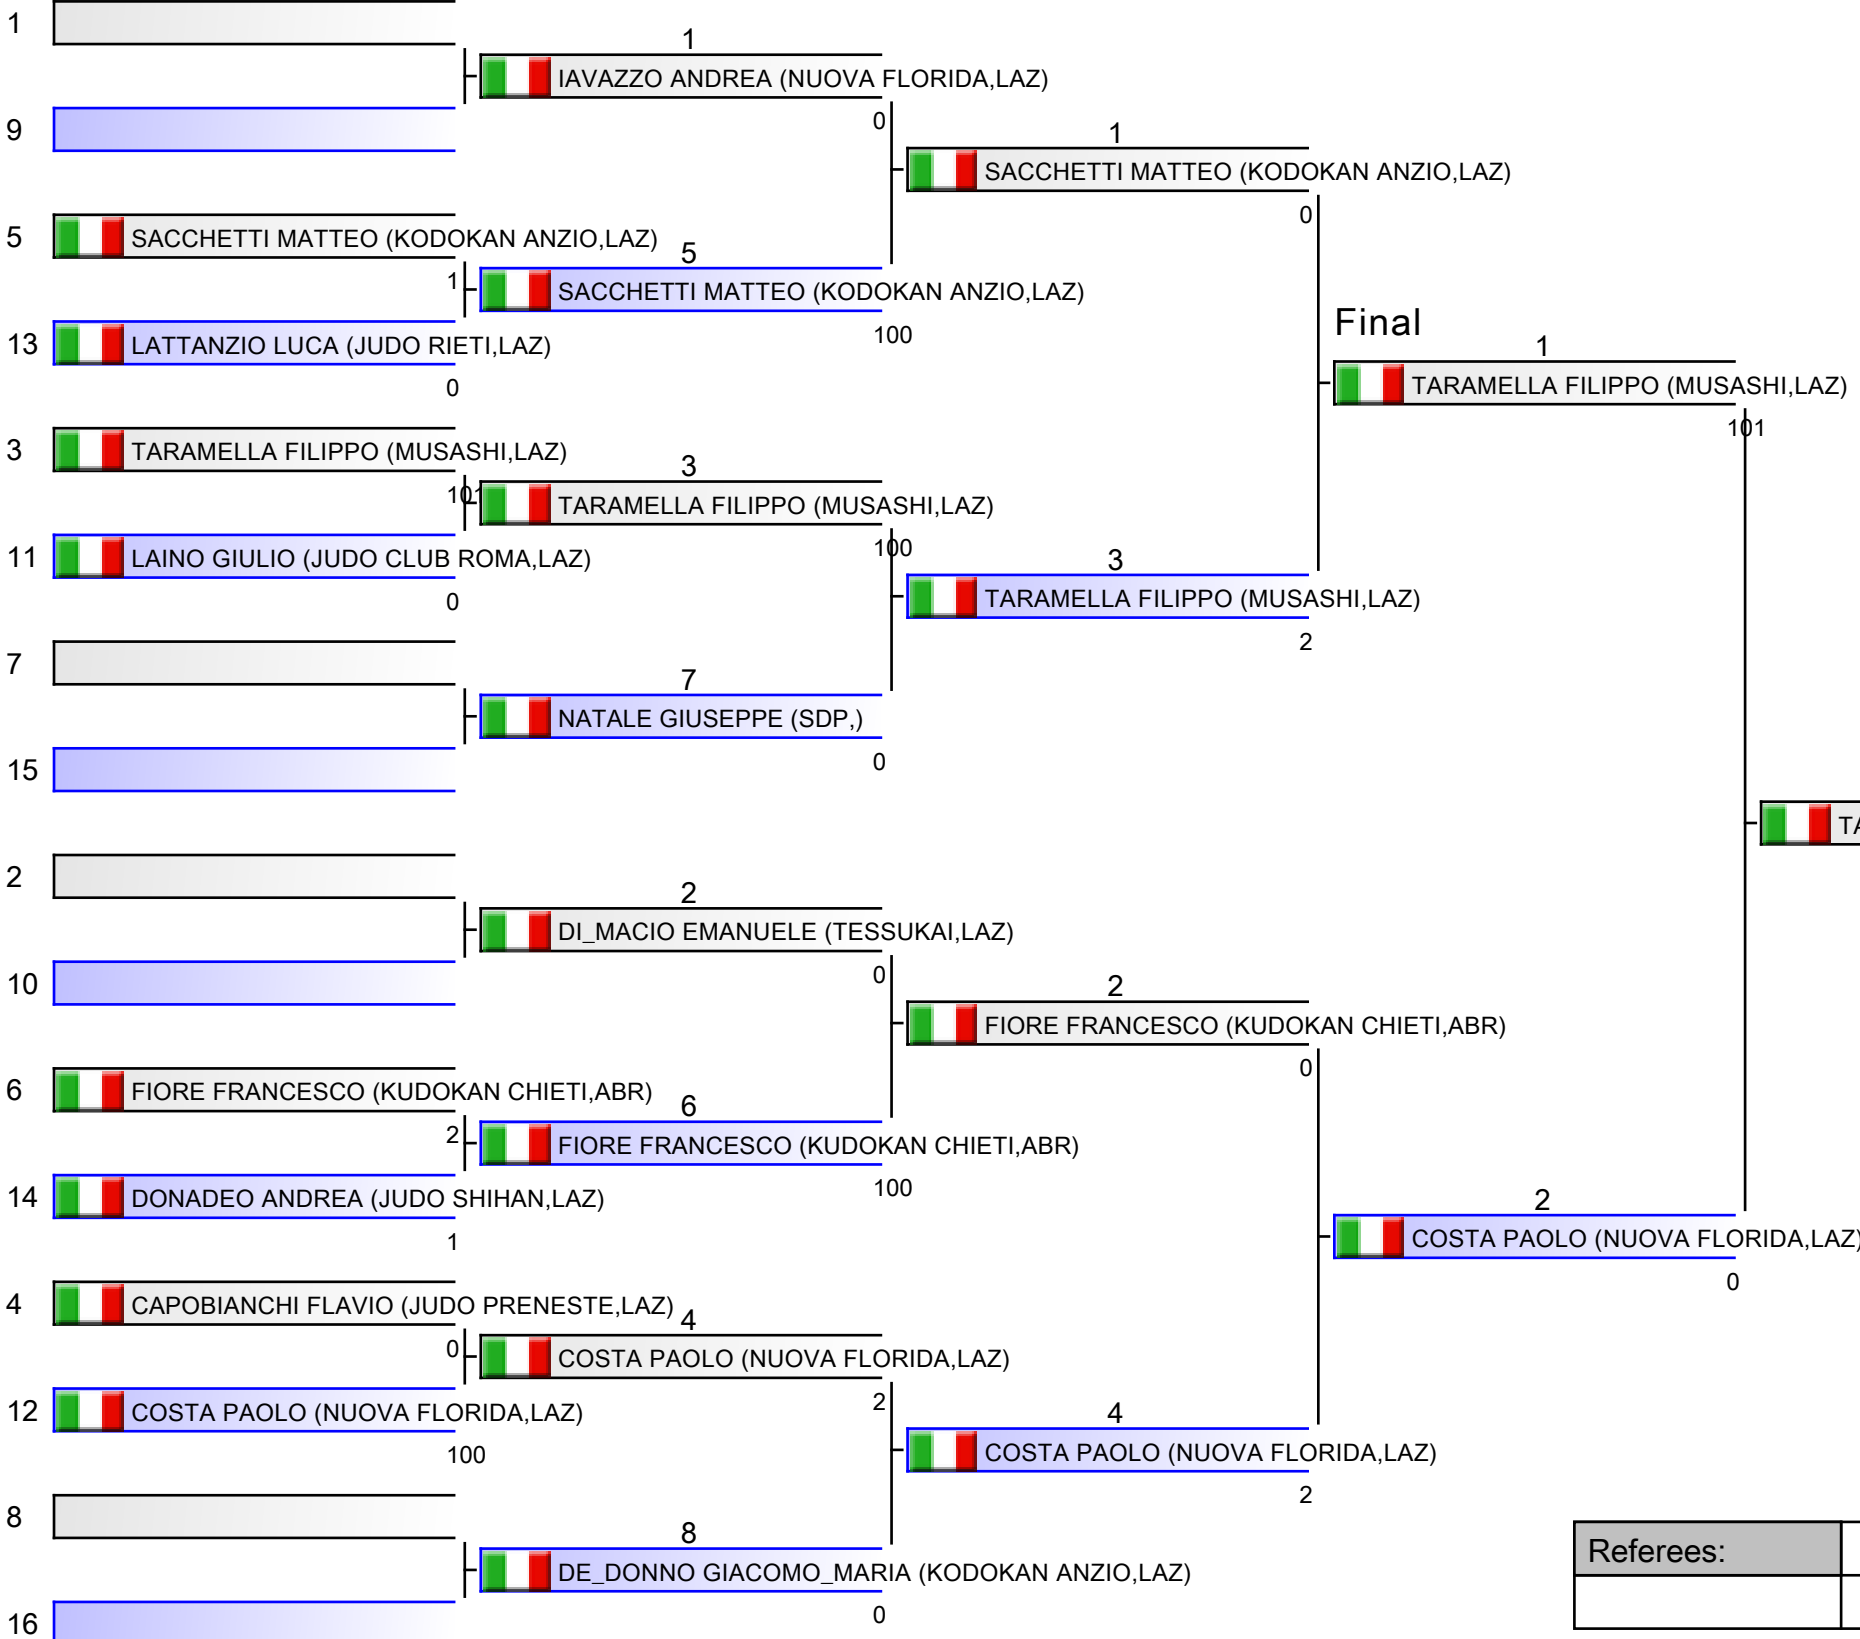 1
1
IAVAZZO ANDREA (NUOVA FLORIDA,LAZ)
0
9
1
SACCHETTI MATTEO (KODOKAN ANZIO,LAZ)
0
5
SACCHETTI MATTEO (KODOKAN ANZIO,LAZ)
1
5
SACCHETTI MATTEO (KODOKAN ANZIO,LAZ)
100
13
LATTANZIO LUCA (JUDO RIETI,LAZ)
0
Final
1
TARAMELLA FILIPPO (MUSASHI,LAZ)
101
3
TARAMELLA FILIPPO (MUSASHI,LAZ)
101
3
TARAMELLA FILIPPO (MUSASHI,LAZ)
100
11
LAINO GIULIO (JUDO CLUB ROMA,LAZ)
0
3
TARAMELLA FILIPPO (MUSASHI,LAZ)
2
7
7
NATALE GIUSEPPE (SDP,)
0
15
TA
2
2
DI_MACIO EMANUELE (TESSUKAI,LAZ)
0
10
2
FIORE FRANCESCO (KUDOKAN CHIETI,ABR)
0
6
FIORE FRANCESCO (KUDOKAN CHIETI,ABR)
2
6
FIORE FRANCESCO (KUDOKAN CHIETI,ABR)
100
14
DONADEO ANDREA (JUDO SHIHAN,LAZ)
1
2
COSTA PAOLO (NUOVA FLORIDA,LAZ)
0
4
CAPOBIANCHI FLAVIO (JUDO PRENESTE,LAZ)
0
4
COSTA PAOLO (NUOVA FLORIDA,LAZ)
2
12
COSTA PAOLO (NUOVA FLORIDA,LAZ)
100
4
COSTA PAOLO (NUOVA FLORIDA,LAZ)
2
8
8
DE_DONNO GIACOMO_MARIA (KODOKAN ANZIO,LAZ)
0
16
Referees: